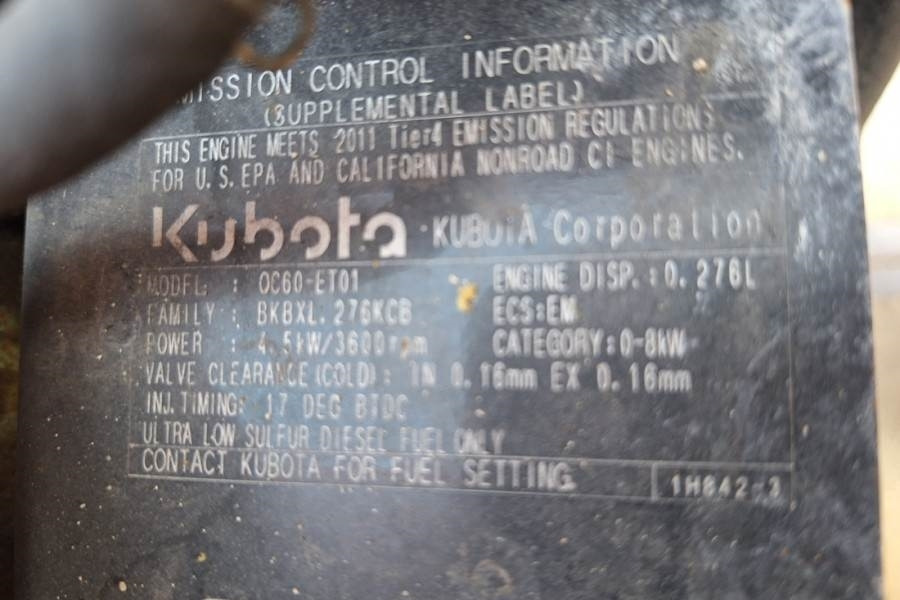 EMISSION CONTROL INFORMATION
(SUPPLEMENTAL LABEL)
THIS ENGINE MEETS 2011 Tier4 EMISSION REGULATIONS
FOR U.S.EPA AND CALIFORNIA NONROAD CI ENGINES.
Kubota KUBOTA Corporation
MODEL : OC60-ET01 ENGINE DISP.:0.276L
FAMILY : BKBXL.276KCB ECS:EM
POWER : 4.5kW/3600rpm CATEGORY:0-8kW
VALVE CLEARANCE(COLD): IN 0.16mm EX 0.16mm
INJ.TIMING: 17 DEG BTDC
ULTRA LOW SULFUR DIESEL FUEL ONLY
CONTACT KUBOTA FOR FUEL SETTING 1H642-3